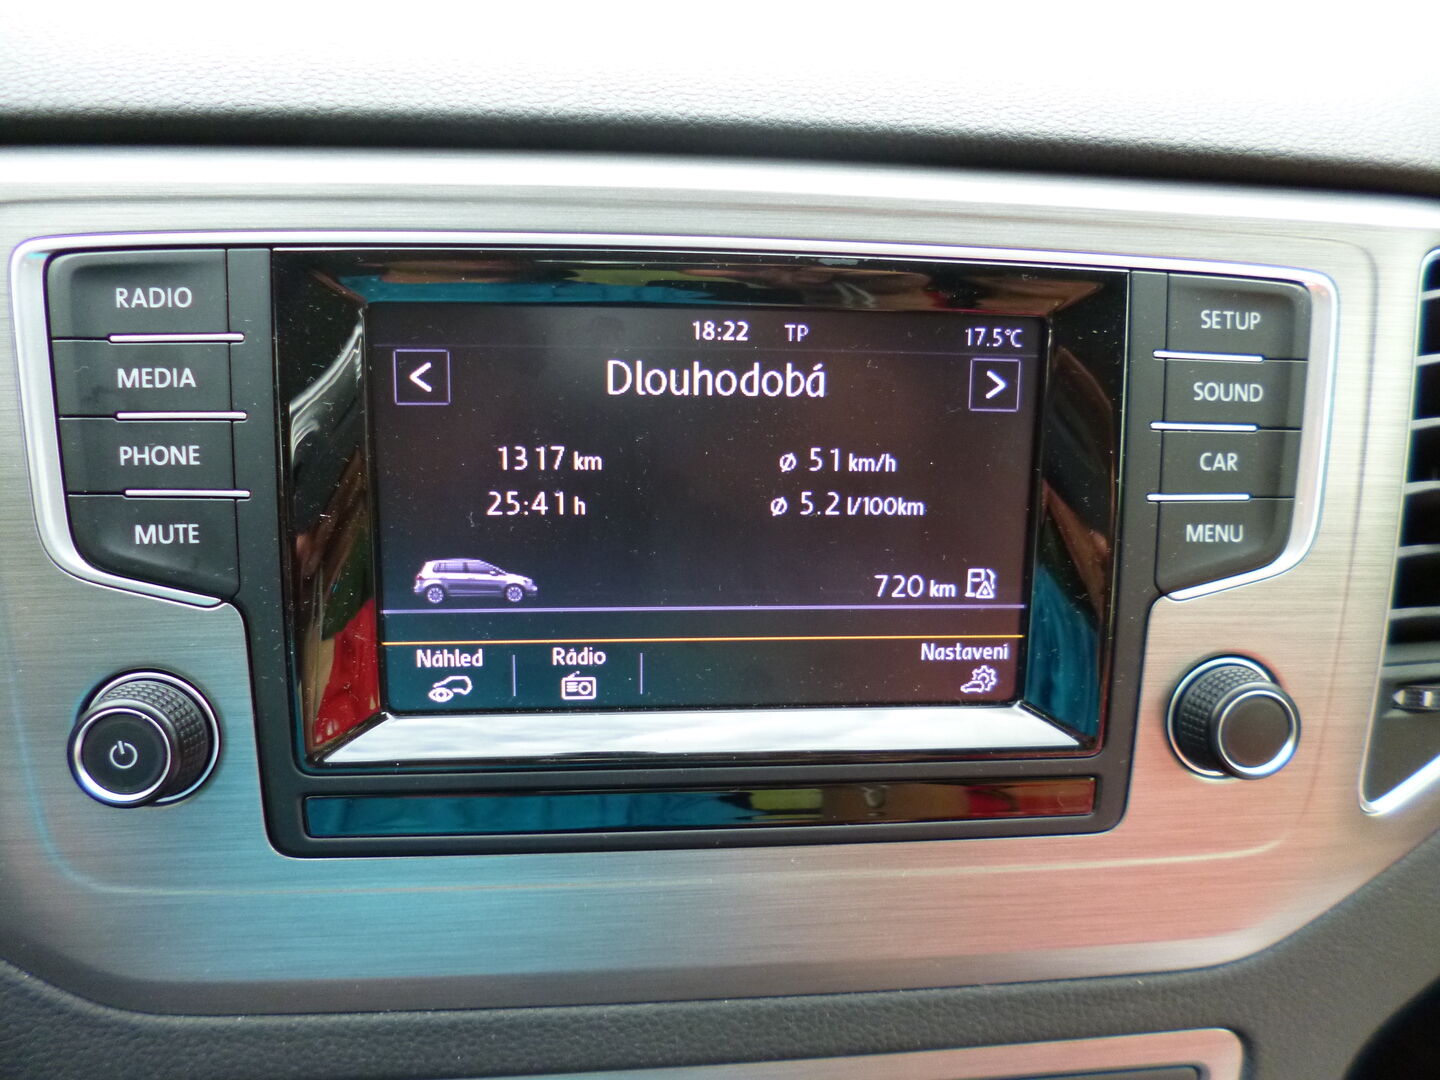 RADIO
MEDIA
PHONE
MUTE
18:22 TP 17.5°C
<
Dlouhodobá
>
1317 km
ø 51 km/h
25:41 h
ø 5.2 l/100km
720 km
Náhled
Rádio
Nastavení
SETUP
SOUND
CAR
MENU